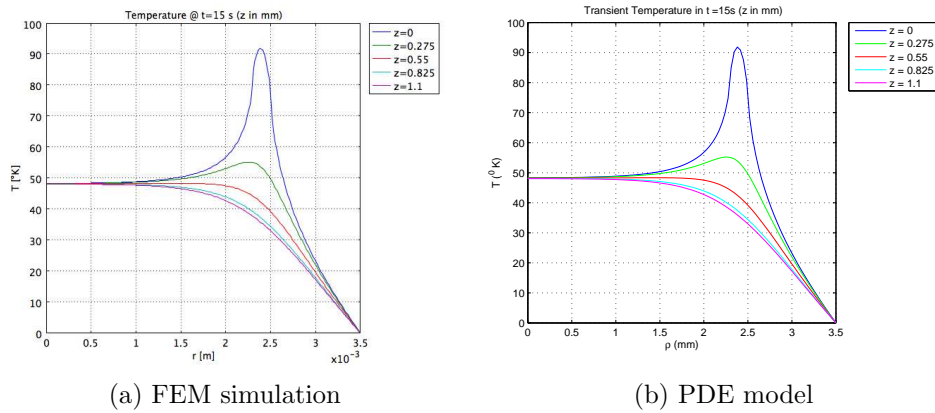 Temperature @ t=15 s (z in mm)
100
90
80
70
60
50
40
30
20
10
0
T [°K]
0
0.5
1
1.5
2
2.5
3
3.5
x10⁻³
r [m]
z=0
z=0.275
z=0.55
z=0.825
z=1.1
(a) FEM simulation
Transient Temperature in t =15s (z in mm)
100
90
80
70
60
50
40
30
20
10
0
T (⁰K)
0
0.5
1
1.5
2
2.5
3
3.5
ρ (mm)
z = 0
z = 0.275
z = 0.55
z = 0.825
z = 1.1
(b) PDE model